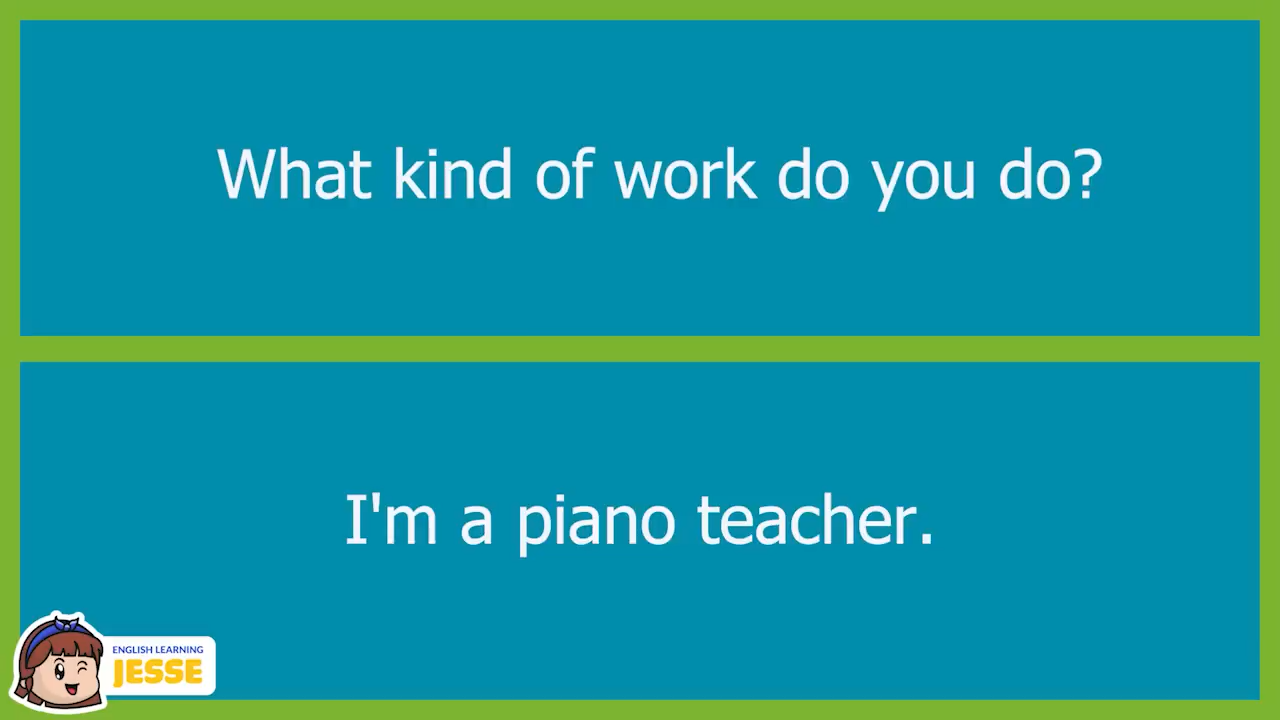 What kind of work do you do?
I'm a piano teacher.
ENGLISH LEARNING
JESSE